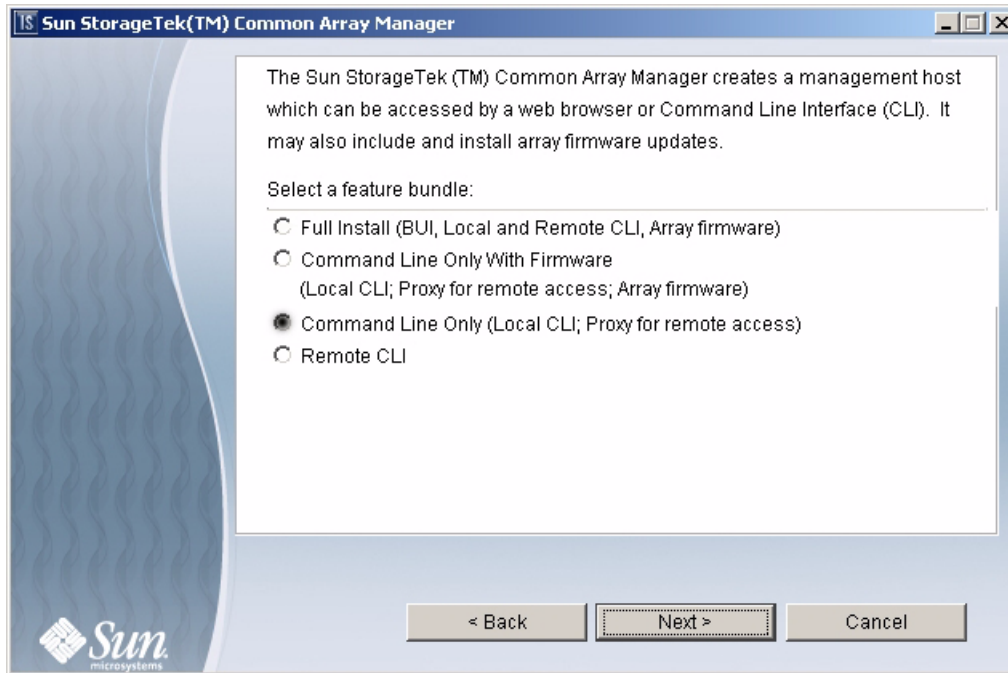 Sun StorageTek(TM) Common Array Manager
The Sun StorageTek (TM) Common Array Manager creates a management host
which can be accessed by a web browser or Command Line Interface (CLI). It
may also include and install array firmware updates.
Select a feature bundle:
Full Install (BUI, Local and Remote CLI, Array firmware)
Command Line Only With Firmware
(Local CLI; Proxy for remote access; Array firmware)
Command Line Only (Local CLI; Proxy for remote access)
Remote CLI
< Back
Next >
Cancel
Sun
microsystems